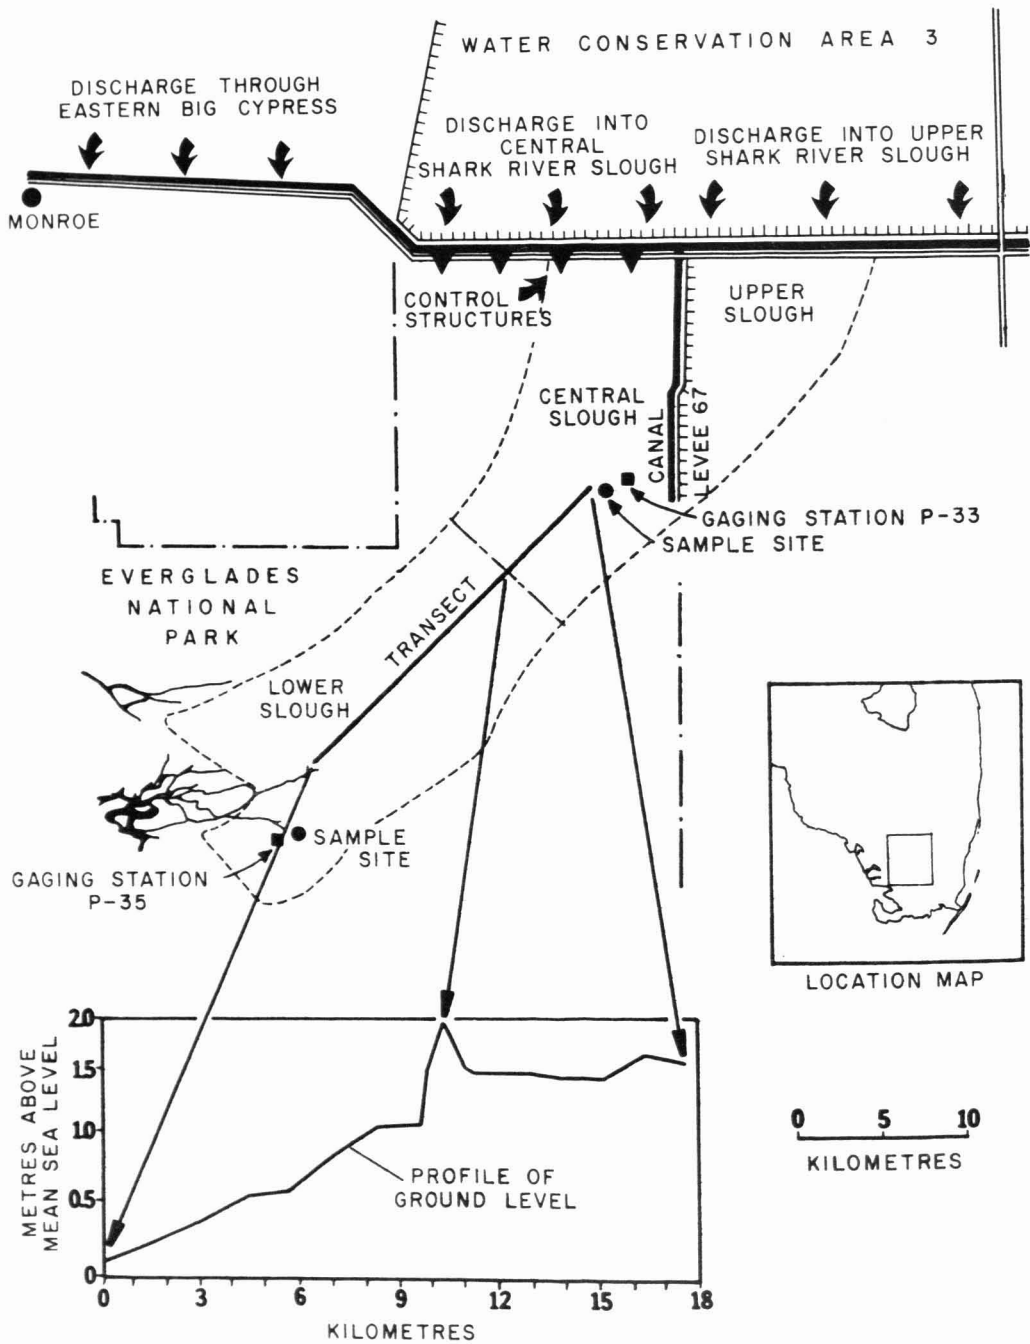 WATER CONSERVATION AREA 3
DISCHARGE THROUGH
EASTERN BIG CYPRESS
DISCHARGE INTO
CENTRAL
SHARK RIVER SLOUGH
DISCHARGE INTO UPPER
SHARK RIVER SLOUGH
MONROE
CONTROL
STRUCTURES
UPPER
SLOUGH
CENTRAL
SLOUGH
CANAL
LEVEE 67
GAGING STATION P-33
SAMPLE SITE
EVERGLADES
NATIONAL
PARK
TRANSECT
LOWER
SLOUGH
SAMPLE
SITE
GAGING STATION
P-35
LOCATION MAP
METRES ABOVE
MEAN SEA LEVEL
2.0
1.5
1.0
0.5
0
PROFILE OF
GROUND LEVEL
0 3 6 9 12 15 18
KILOMETRES
0 5 10
KILOMETRES